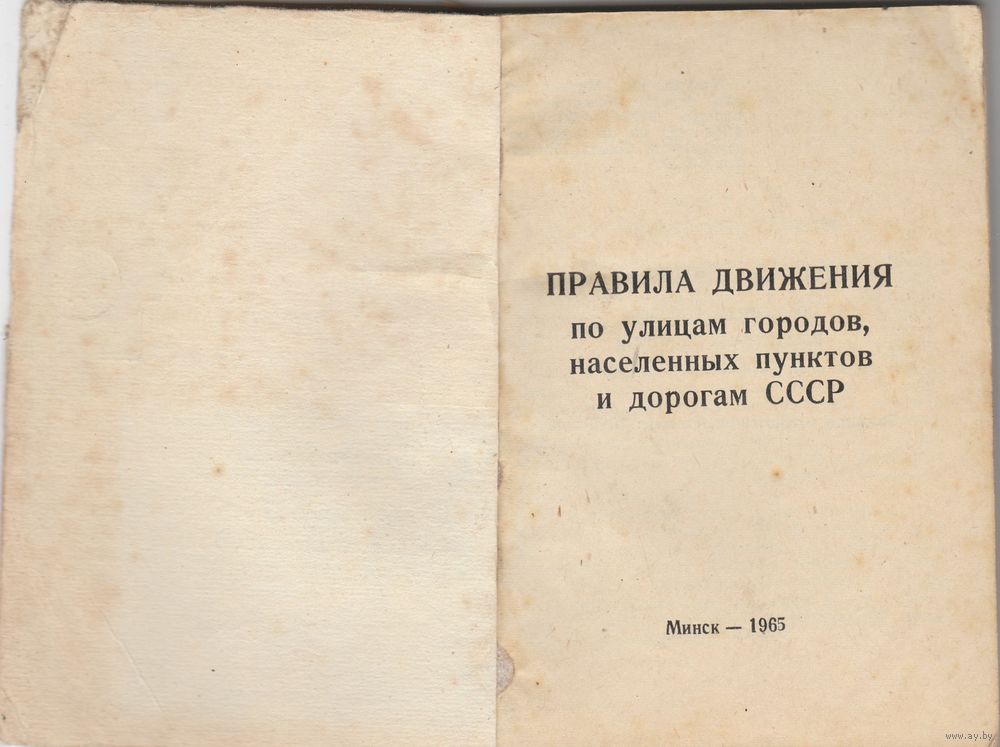 ПРАВИЛА ДВИЖЕНИЯ
по улицам городов,
населенных пунктов
и дорогам СССР
Минск — 1965
www.ay.by